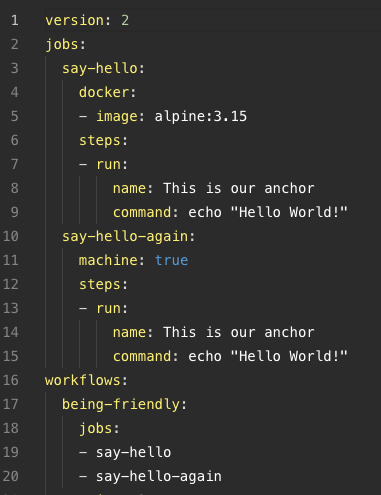 1 version: 2
2 jobs:
3   say-hello:
4     docker:
5     - image: alpine:3.15
6     steps:
7     - run:
8         name: This is our anchor
9         command: echo "Hello World!"
10   say-hello-again:
11     machine: true
12     steps:
13     - run:
14         name: This is our anchor
15         command: echo "Hello World!"
16 workflows:
17   being-friendly:
18     jobs:
19     - say-hello
20     - say-hello-again